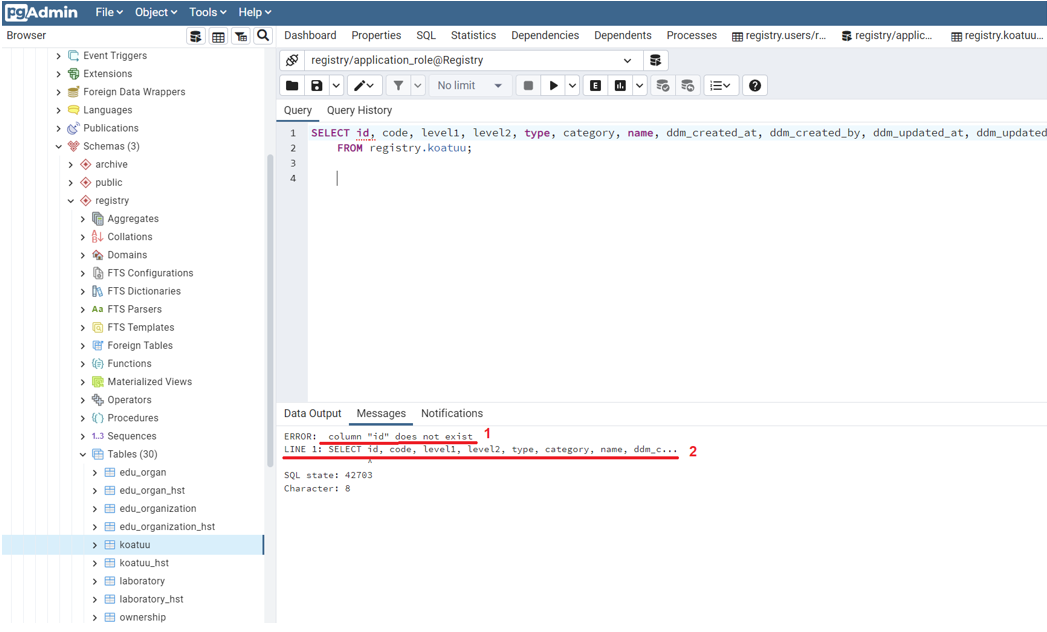 pgAdmin File Object Tools Help
Browser
Dashboard Properties SQL Statistics Dependencies Dependents Processes registry.users/r... registry/applic... registry.koatuu...
Event Triggers
Extensions
Foreign Data Wrappers
Languages
Publications
Schemas (3)
archive
public
registry
Aggregates
Collations
Domains
FTS Configurations
FTS Dictionaries
Aa FTS Parsers
FTS Templates
Foreign Tables
Functions
Materialized Views
Operators
Procedures
1..3 Sequences
Tables (30)
edu_organ
edu_organ_hst
edu_organization
edu_organization_hst
koatuu
koatuu_hst
laboratory
laboratory_hst
ownership
registry/application_role@Registry
No limit E
Query Query History
1 SELECT id, code, level1, level2, type, category, name, ddm_created_at, ddm_created_by, ddm_updated_at, ddm_updated
2 FROM registry.koatuu;
3
4
Data Output Messages Notifications
ERROR: column "id" does not exist 1
LINE 1: SELECT id, code, level1, level2, type, category, name, ddm_c... 2
^
SQL state: 42703
Character: 8